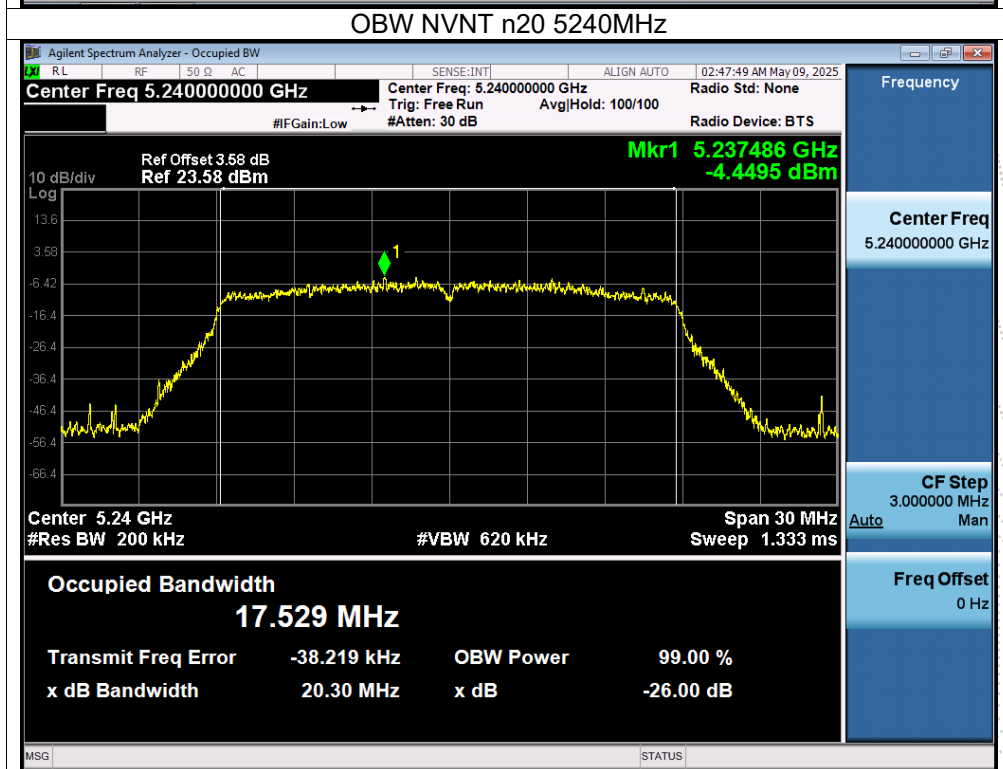 OBW NVNT n20 5240MHz
Agilent Spectrum Analyzer - Occupied BW
LXI RL RF 50 Ω AC SENSE:INT ALIGN AUTO 02:47:49 AM May 09, 2025
Center Freq 5.240000000 GHz
Center Freq: 5.240000000 GHz
Radio Std: None
Trig: Free Run Avg|Hold: 100/100
#IFGain:Low #Atten: 30 dB Radio Device: BTS
Mkr1 5.237486 GHz
-4.4495 dBm
Ref Offset 3.58 dB
10 dB/div Ref 23.58 dBm
Log
13.6
3.58
1
-6.42
-16.4
-26.4
-36.4
-46.4
-56.4
-66.4
Center 5.24 GHz Span 30 MHz
#Res BW 200 kHz #VBW 620 kHz Sweep 1.333 ms
Occupied Bandwidth
17.529 MHz
Transmit Freq Error -38.219 kHz OBW Power 99.00 %
x dB Bandwidth 20.30 MHz x dB -26.00 dB
Frequency
Center Freq
5.240000000 GHz
CF Step
3.000000 MHz
Auto Man
Freq Offset
0 Hz
MSG STATUS